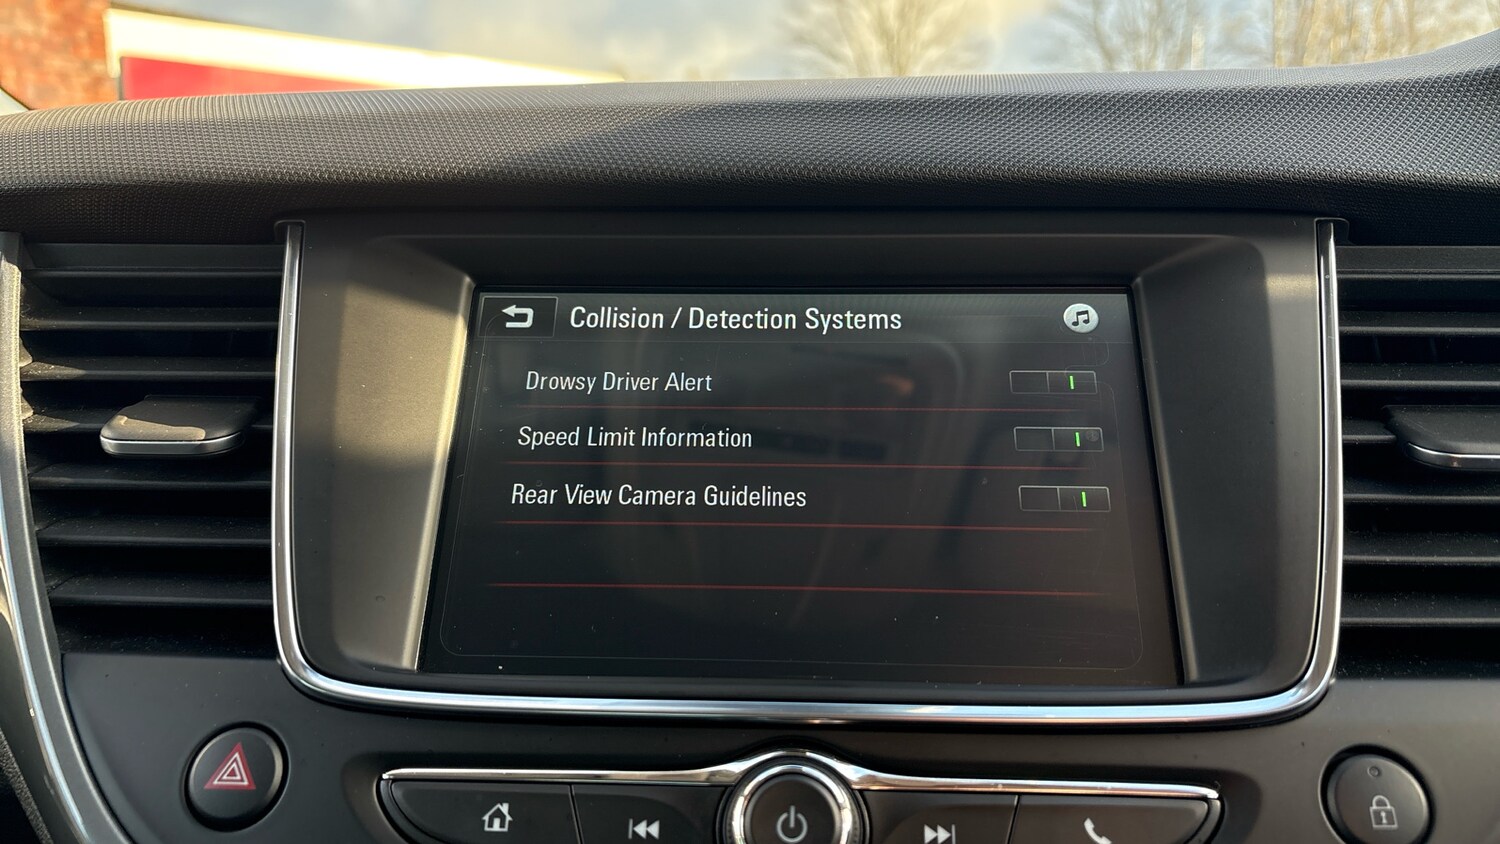 Collision / Detection Systems
Drowsy Driver Alert
Speed Limit Information
Rear View Camera Guidelines